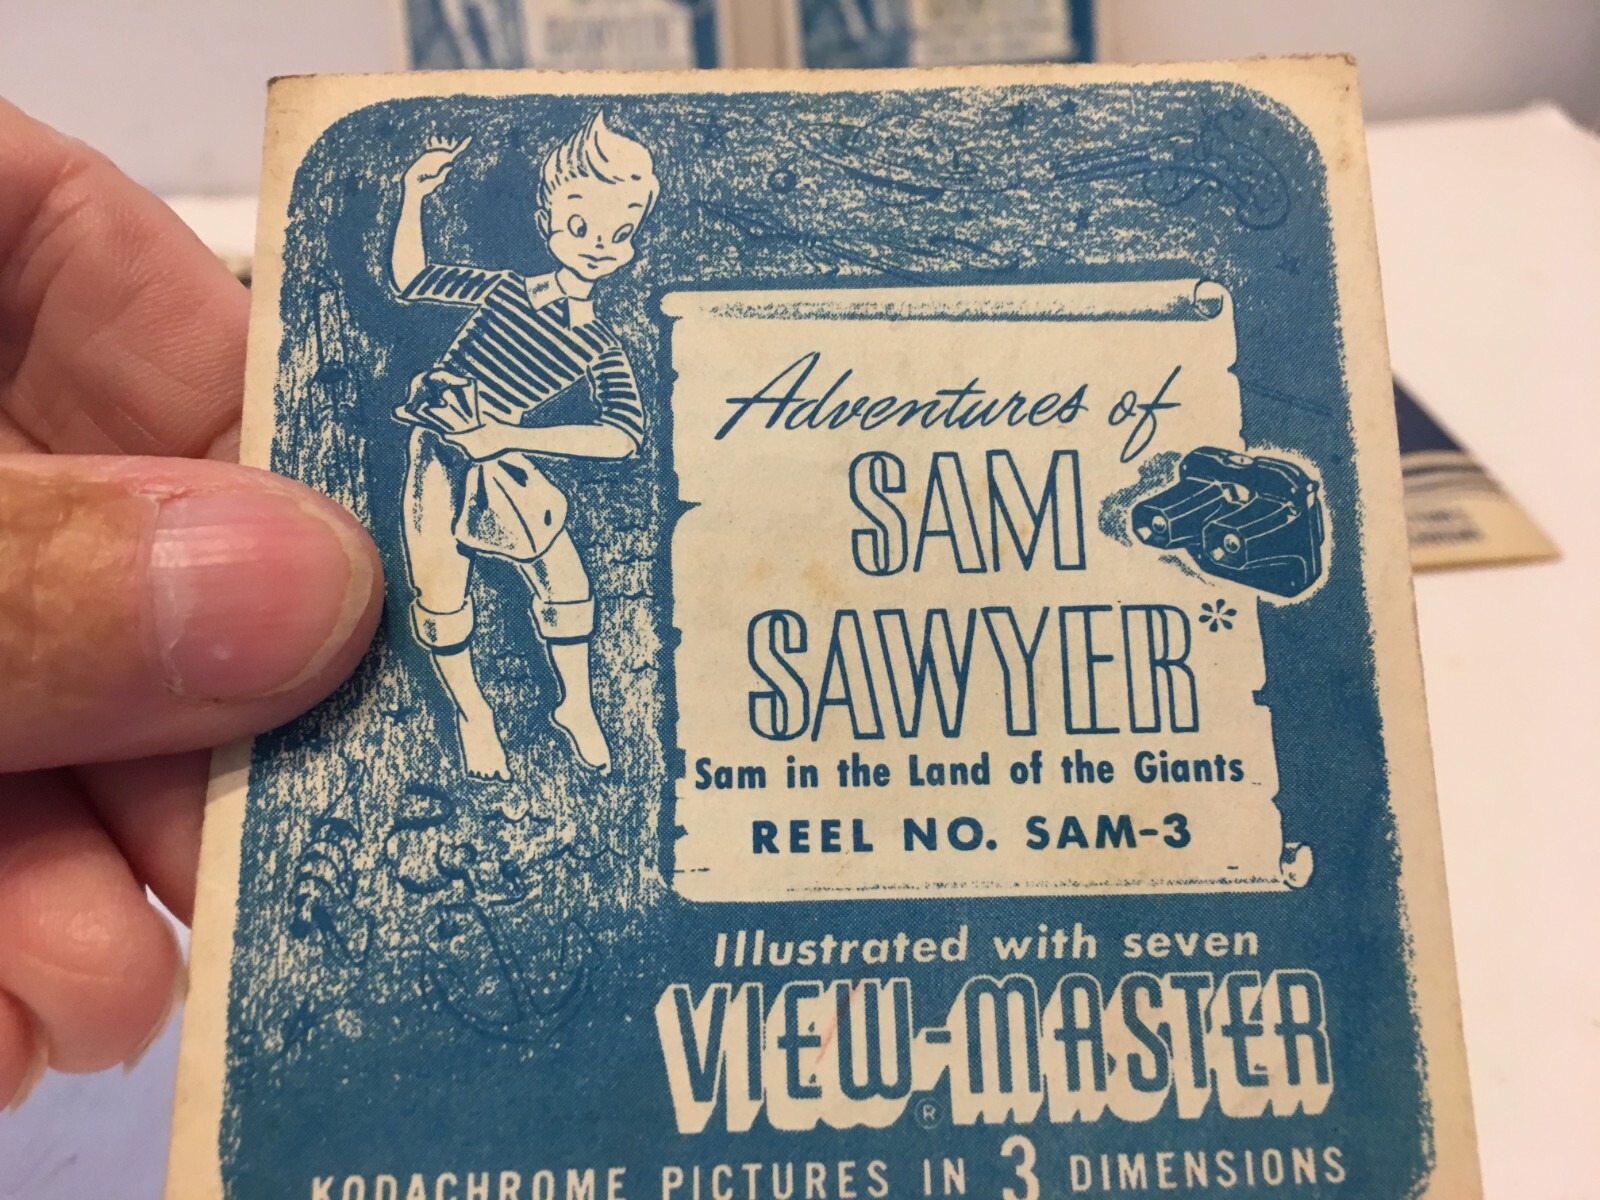 SAWYER
Adventures of
SAM
SAWYER*
Sam in the Land of the Giants
REEL NO. SAM-3
Illustrated with seven
VIEW-MASTER
®
KODACHROME PICTURES IN 3 DIMENSIONS